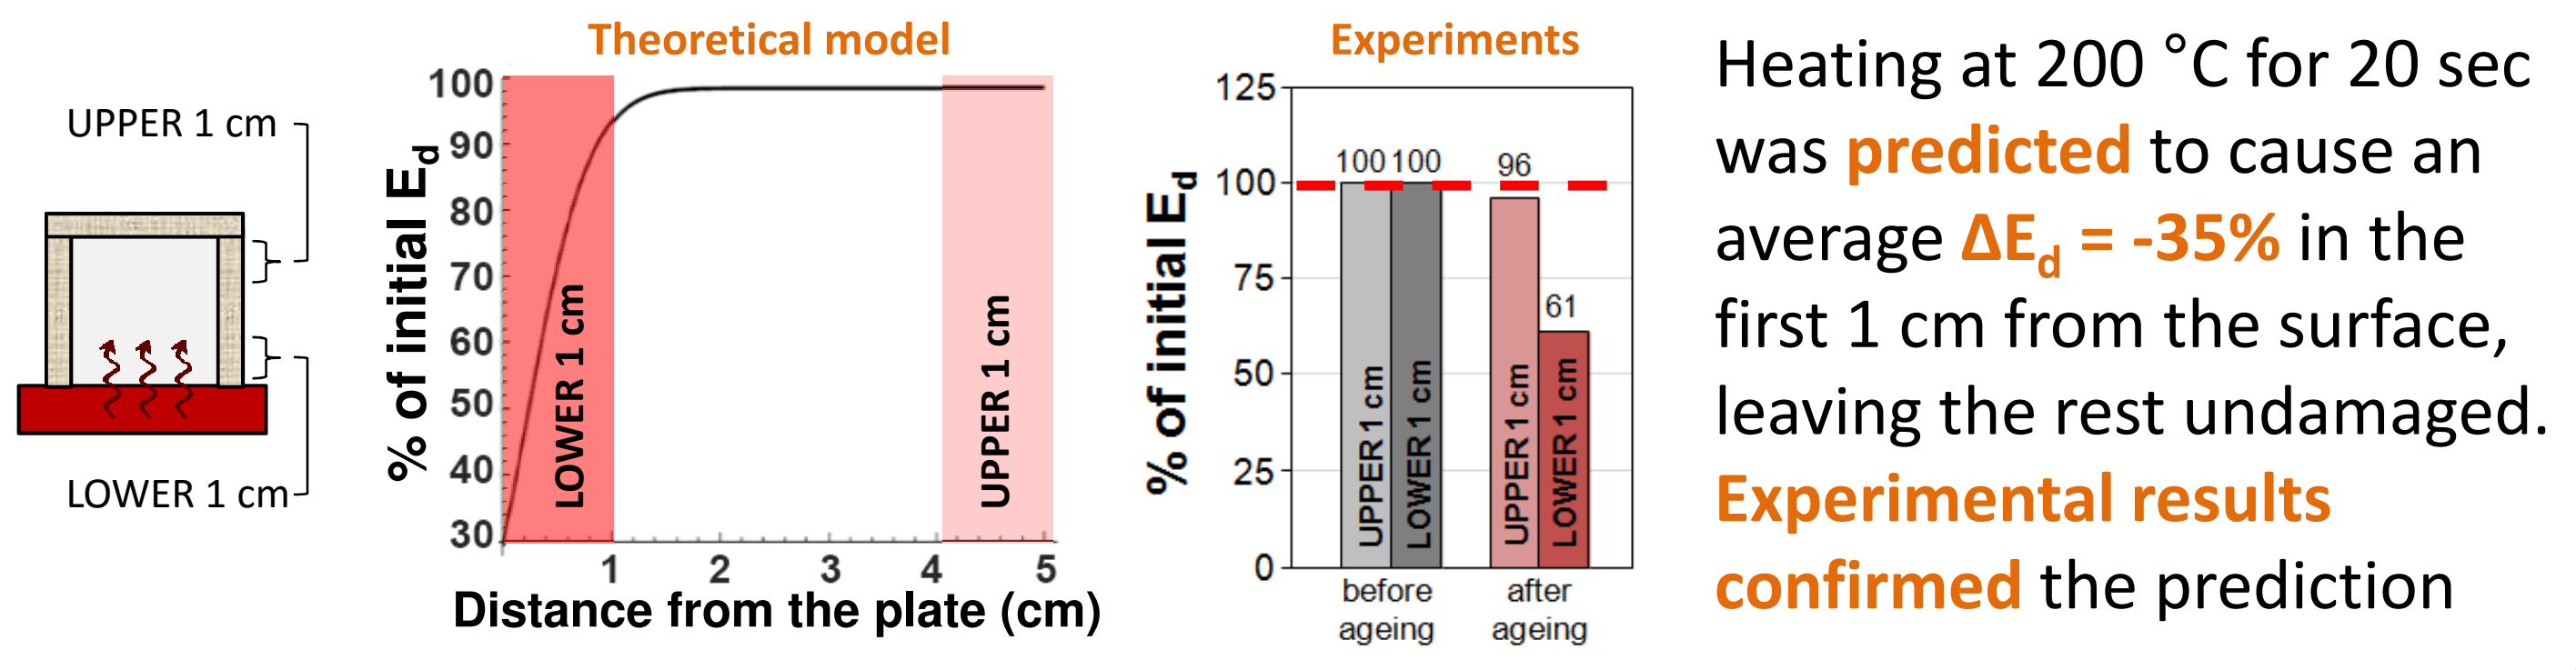 UPPER 1 cm
LOWER 1 cm
Theoretical model
% of initial Ed
100
90
80
70
60
50
40
30
LOWER 1 cm
UPPER 1 cm
1 2 3 4 5
Distance from the plate (cm)
Experiments
% of initial Ed
125
100
75
50
25
0
100 100 96
61
UPPER 1 cm
LOWER 1 cm
UPPER 1 cm
LOWER 1 cm
before
ageing
after
ageing
Heating at 200 °C for 20 sec
was predicted to cause an
average ΔEd = -35% in the
first 1 cm from the surface,
leaving the rest undamaged.
Experimental results
confirmed the prediction